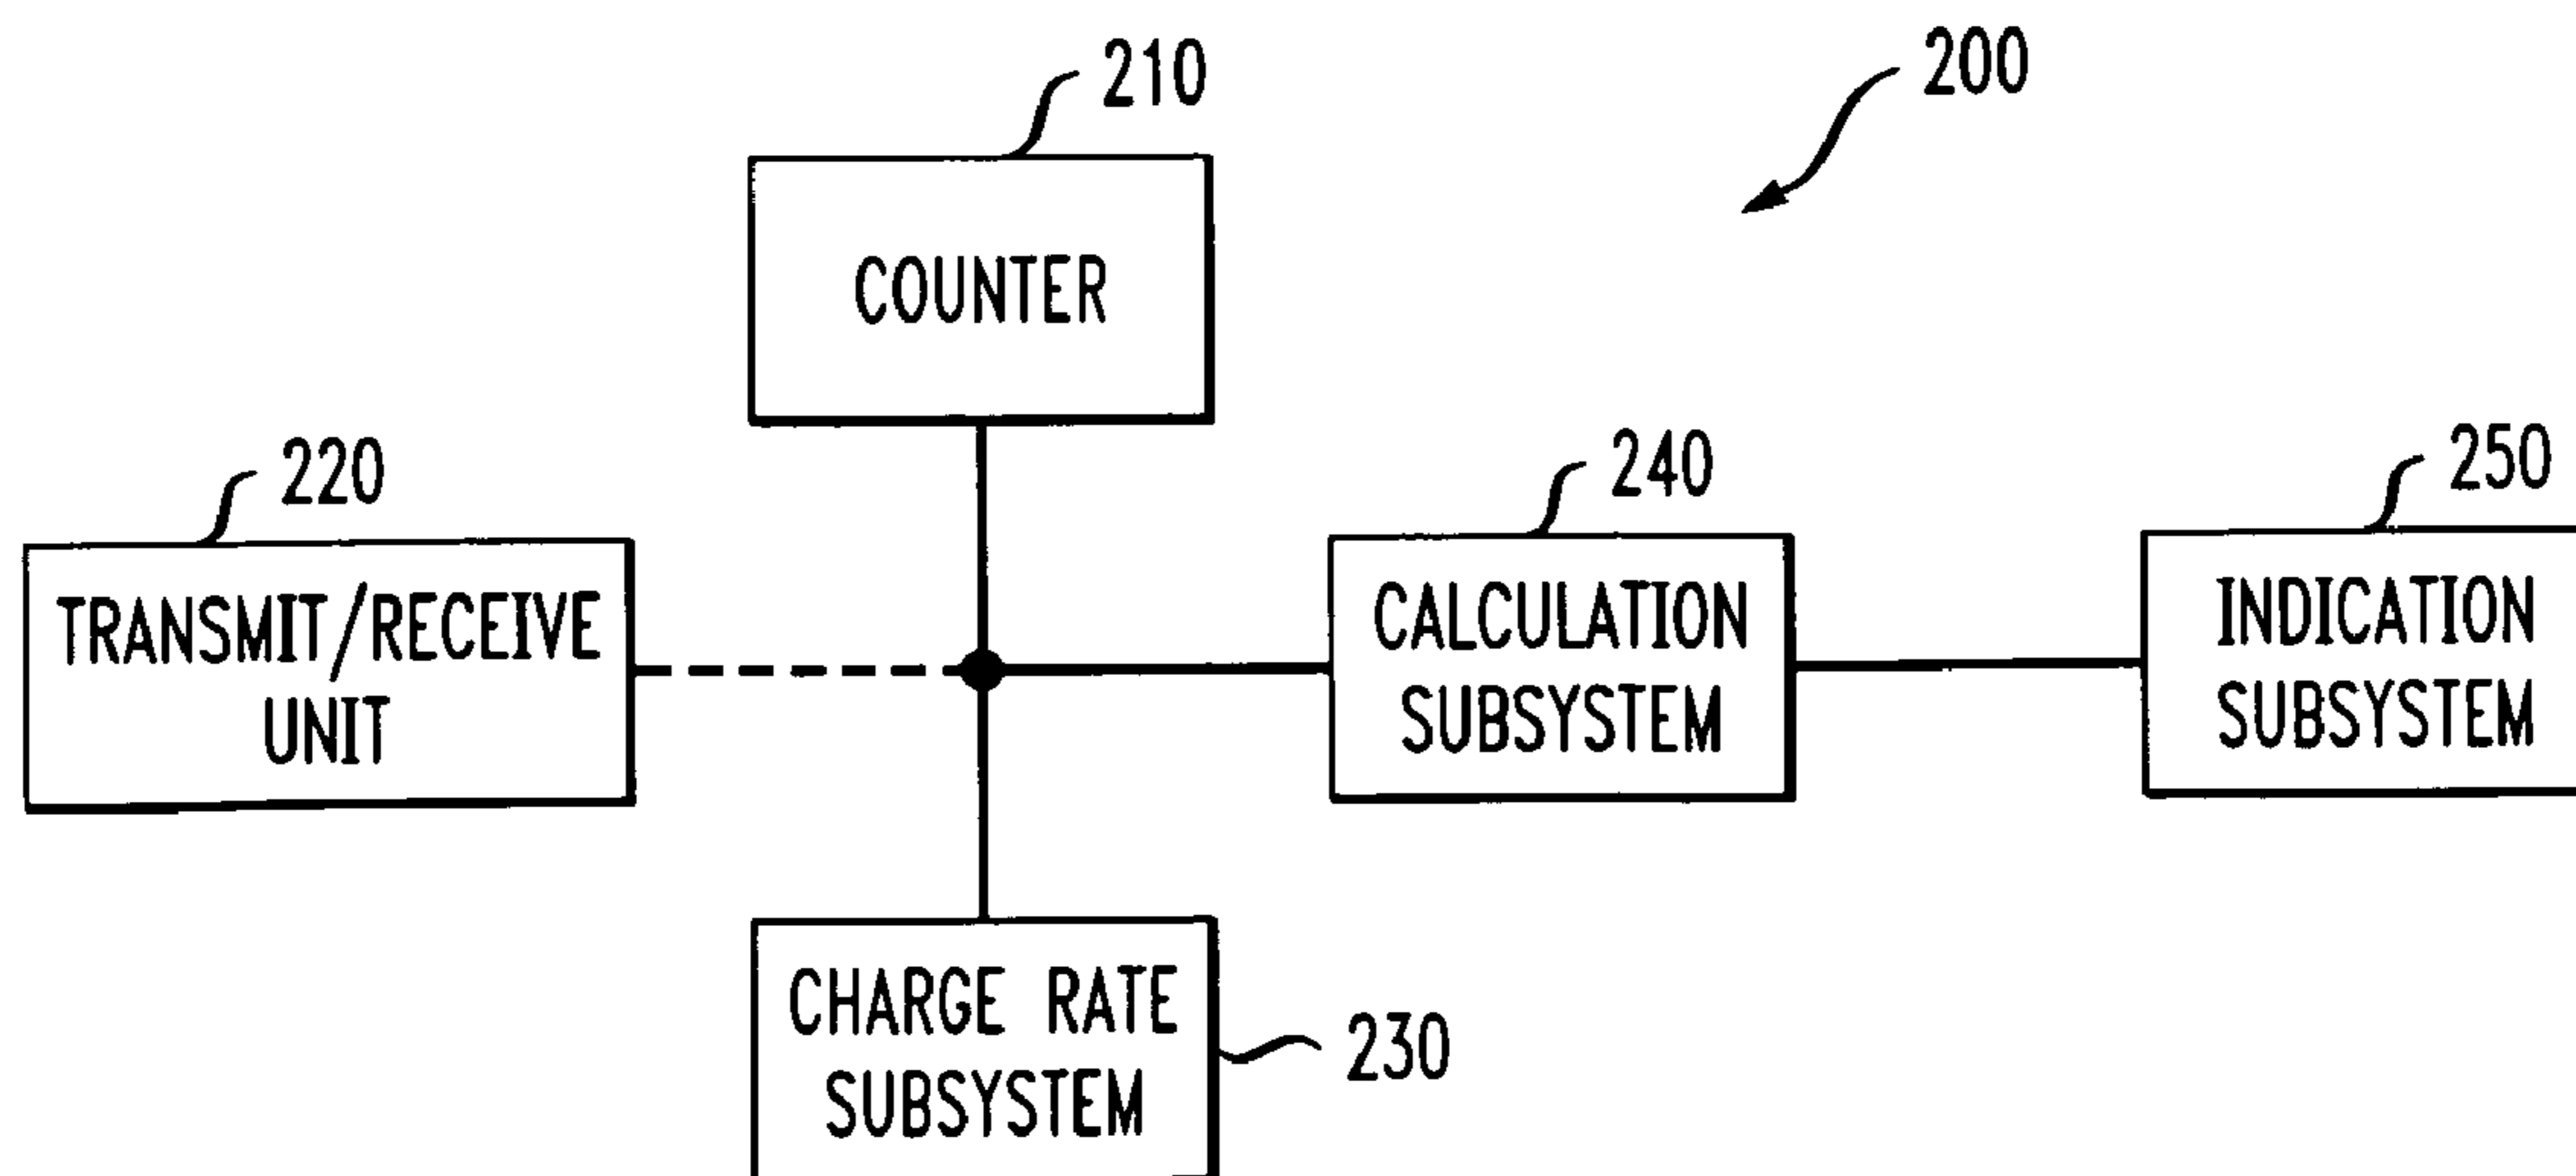 210
200
COUNTER
220
240
250
TRANSMIT/RECEIVE
UNIT
CALCULATION
SUBSYSTEM
INDICATION
SUBSYSTEM
CHARGE RATE
SUBSYSTEM
230